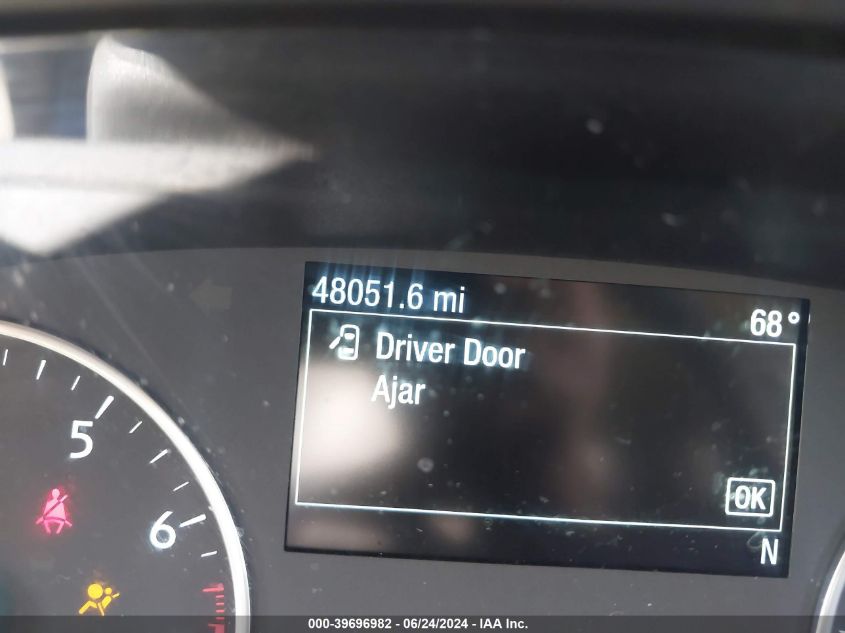 48051.6 mi
68°
Driver Door
Ajar
5
OK
6
N
000-39696982 - 06/24/2024 - IAA Inc.